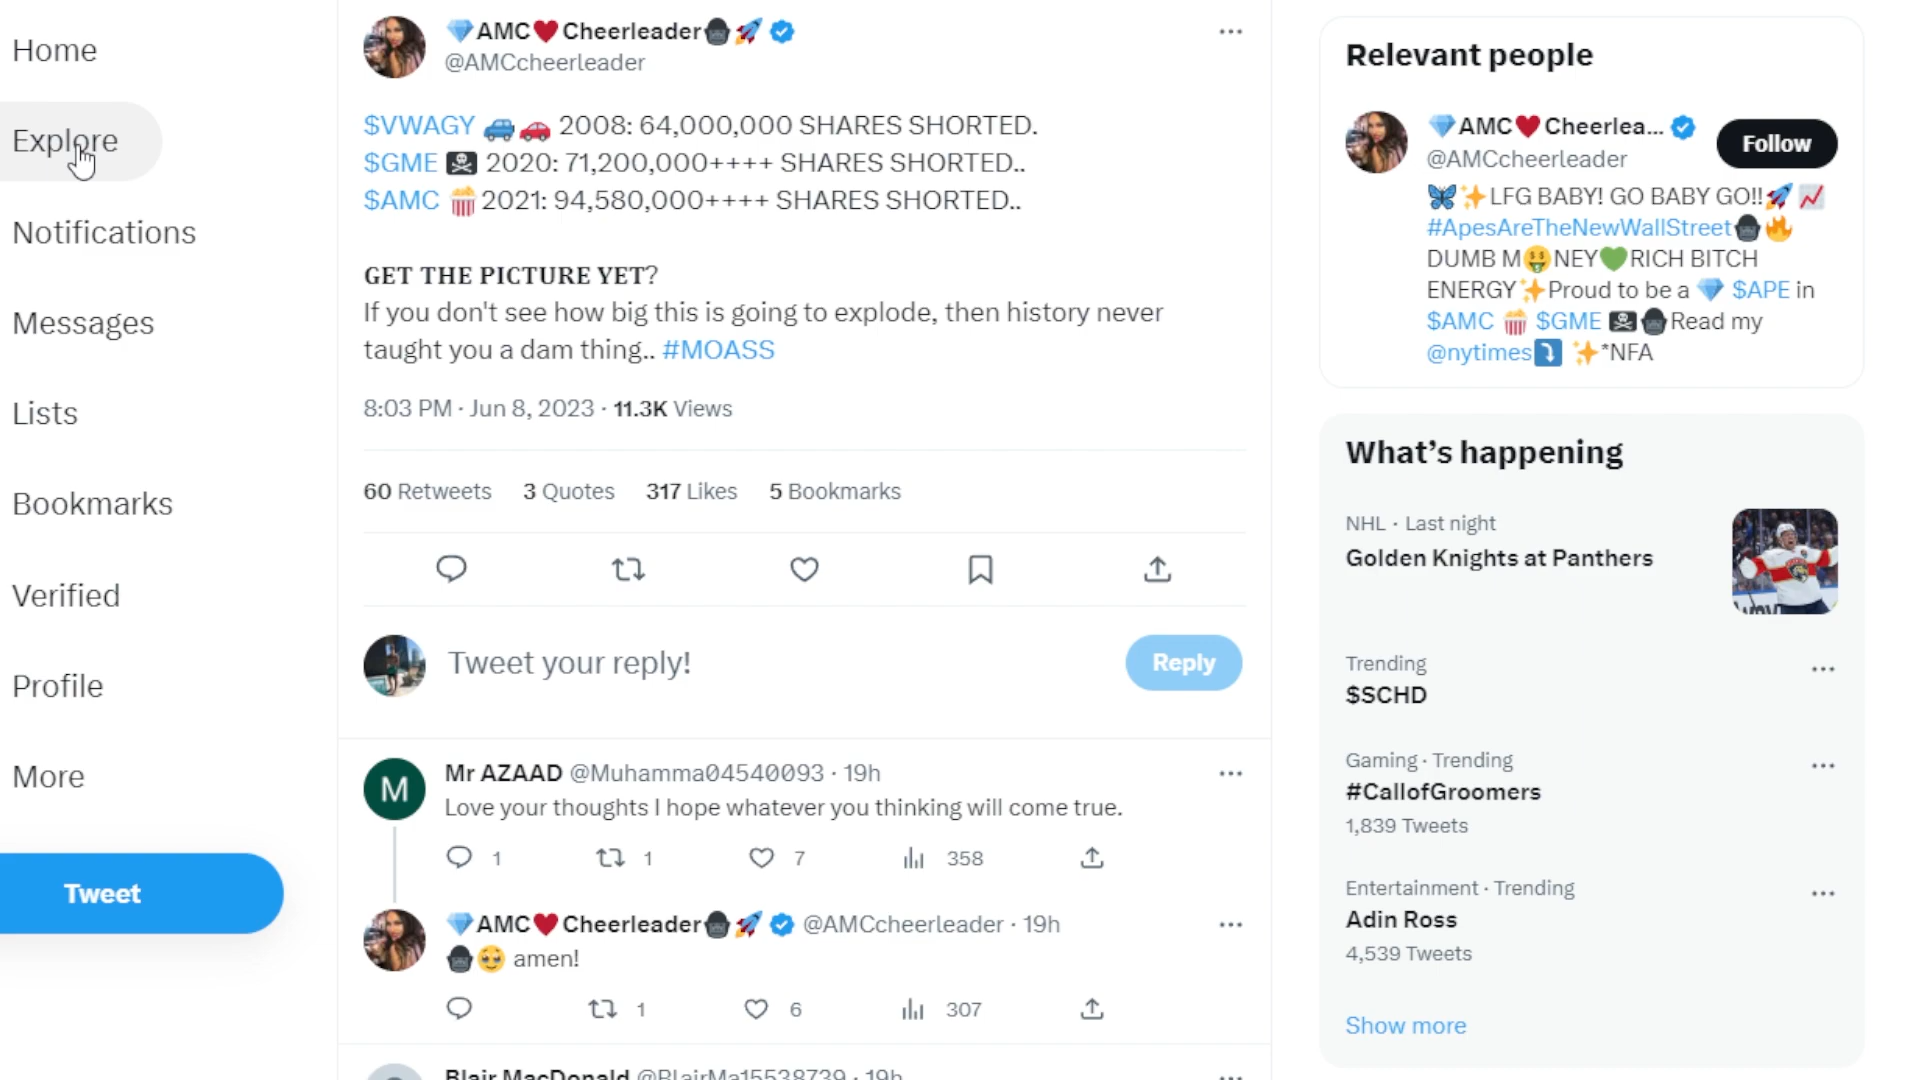 Home
Explore
Notifications
Messages
Lists
Bookmarks
Verified
Profile
More
Tweet
💎AMC❤️Cheerleader🦍🚀
@AMCcheerleader
$VWAGY 🚙🚗 2008: 64,000,000 SHARES SHORTED.
$GME 🏴‍☠️ 2020: 71,200,000++++ SHARES SHORTED..
$AMC 🍿2021: 94,580,000++++ SHARES SHORTED..
GET THE PICTURE YET?
If you don't see how big this is going to explode, then history never
taught you a dam thing.. #MOASS
8:03 PM · Jun 8, 2023 · 11.3K Views
60 Retweets 3 Quotes 317 Likes 5 Bookmarks
Tweet your reply!
Reply
M
Mr AZAAD @Muhamma04540093 · 19h
Love your thoughts I hope whatever you thinking will come true.
1 1 7 358
💎AMC❤️Cheerleader🦍🚀 @AMCcheerleader · 19h
🦍🥹 amen!
1 6 307
Blair MacDonald @BlairMa15538739 · 19h
Relevant people
💎AMC❤️Cheerlea...
@AMCcheerleader
Follow
🦋✨LFG BABY! GO BABY GO!!🚀📈
#ApesAreTheNewWallStreet🦍🔥
DUMB M🤑NEY💚RICH BITCH
ENERGY✨Proud to be a 💎 $APE in
$AMC 🍿 $GME 🏴‍☠️🦍Read my
@nytimes⤵️ ✨*NFA
What's happening
NHL · Last night
Golden Knights at Panthers
Trending
$SCHD
Gaming · Trending
#CallofGroomers
1,839 Tweets
Entertainment · Trending
Adin Ross
4,539 Tweets
Show more